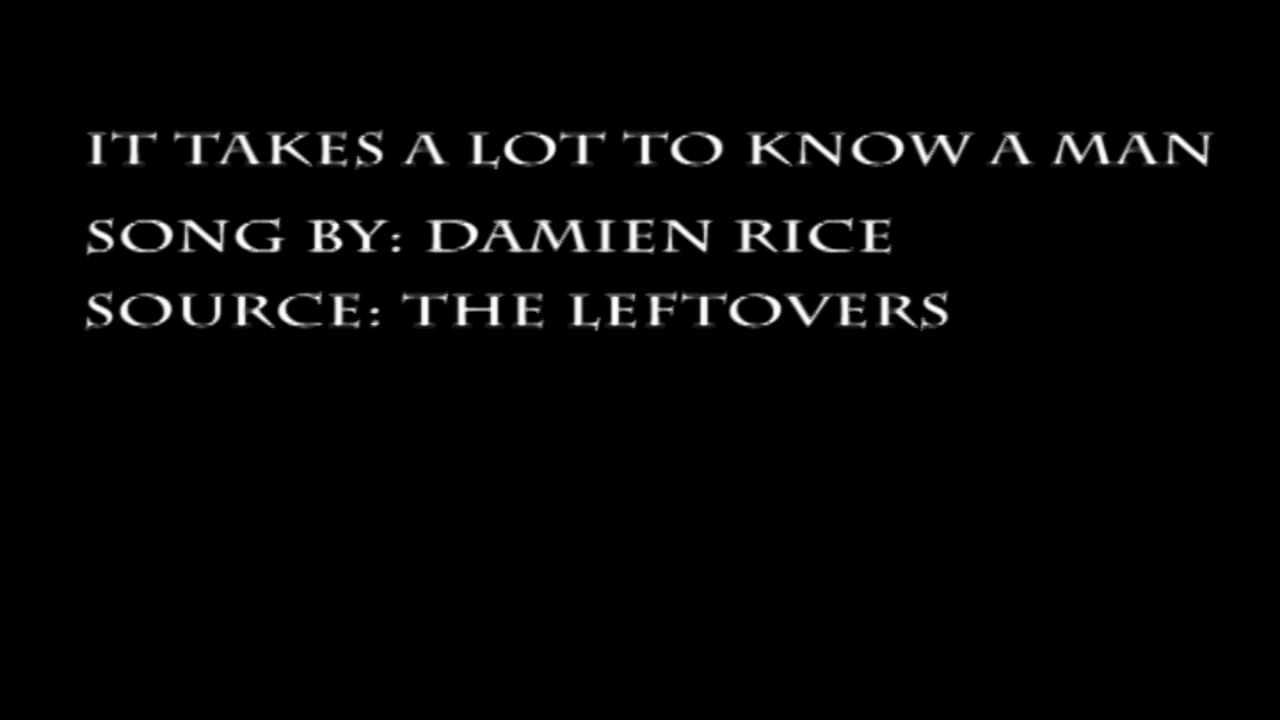 IT TAKES A LOT TO KNOW A MAN
SONG BY: DAMIEN RICE
SOURCE: THE LEFTOVERS